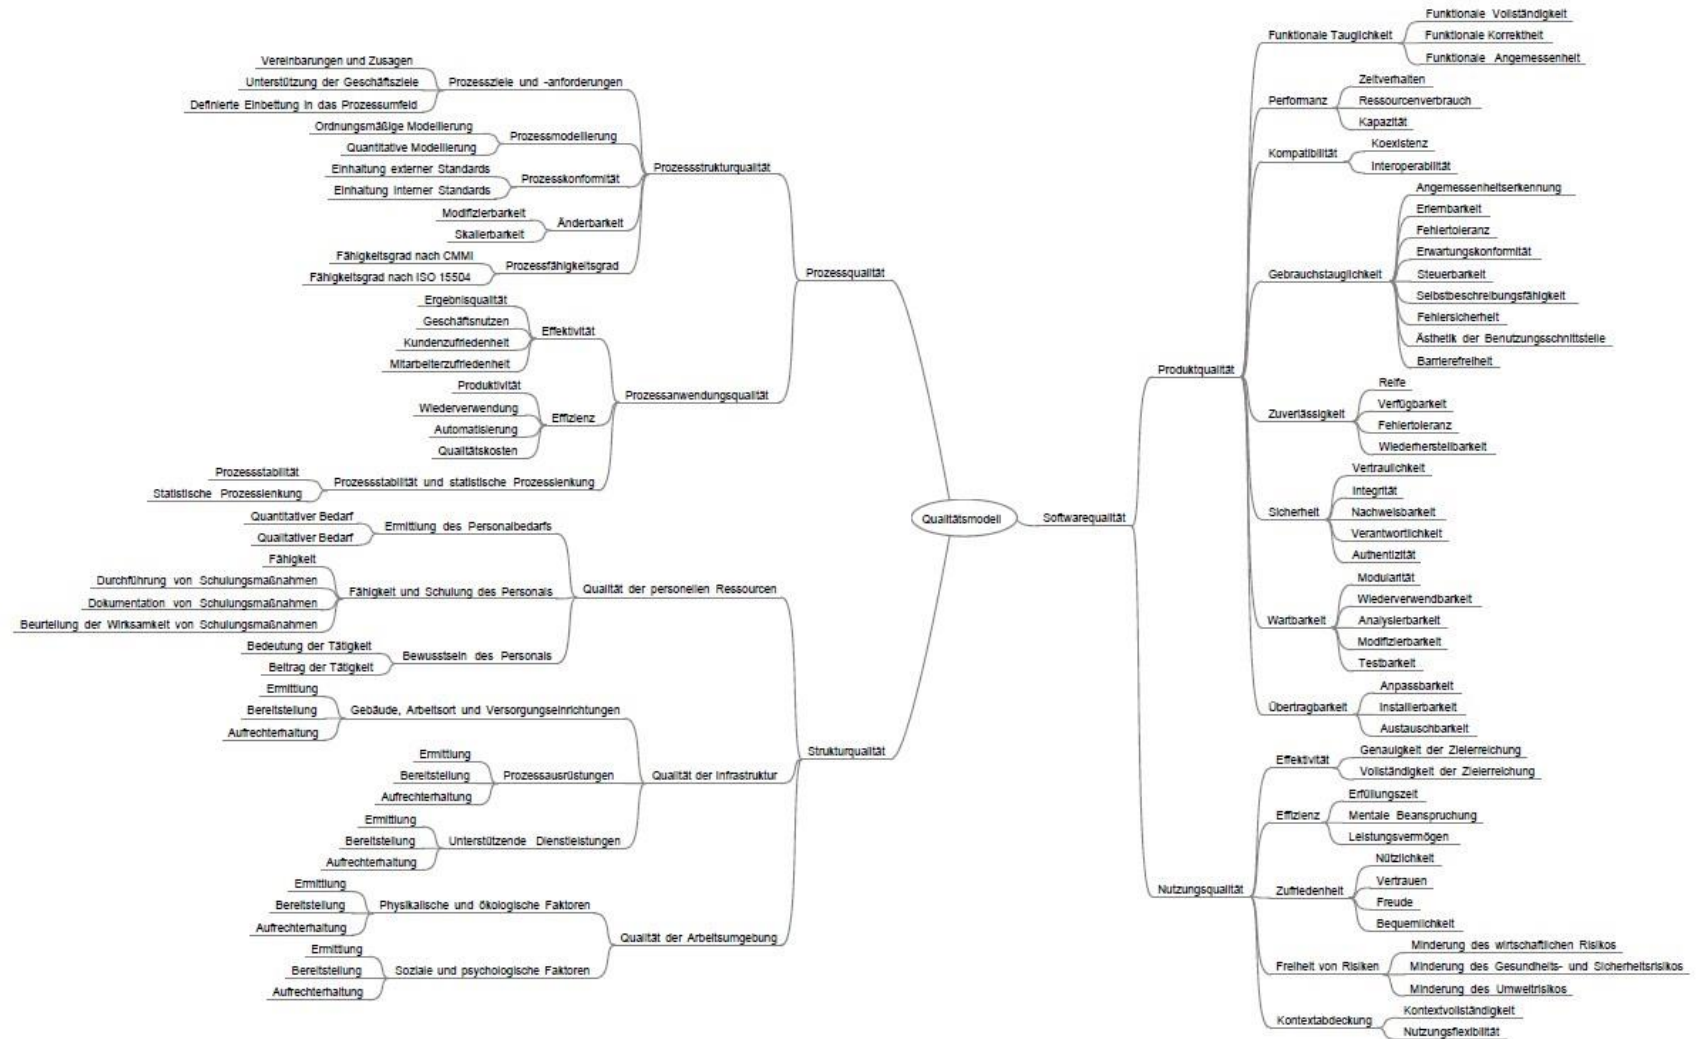 Qualitätsmodell
Prozessqualität
Prozessstrukturqualität
Prozessziele und -anforderungen
Vereinbarungen und Zusagen
Unterstützung der Geschäftsziele
Definierte Einbettung in das Prozessumfeld
Prozessmodellierung
Ordnungsmäßige Modellierung
Quantitative Modellierung
Prozesskonformität
Einhaltung externer Standards
Einhaltung interner Standards
Änderbarkeit
Modifizierbarkeit
Skalierbarkeit
Prozessfähigkeitsgrad
Fähigkeitsgrad nach CMMI
Fähigkeitsgrad nach ISO 15504
Prozessanwendungsqualität
Effektivität
Ergebnisqualität
Geschäftsnutzen
Kundenzufriedenheit
Mitarbeiterzufriedenheit
Effizienz
Produktivität
Wiederverwendung
Automatisierung
Qualitätskosten
Prozessstabilität und statistische Prozesslenkung
Prozessstabilität
Statistische Prozesslenkung
Strukturqualität
Qualität der personellen Ressourcen
Ermittlung des Personalbedarfs
Quantitativer Bedarf
Qualitativer Bedarf
Fähigkeit und Schulung des Personals
Fähigkeit
Durchführung von Schulungsmaßnahmen
Dokumentation von Schulungsmaßnahmen
Beurteilung der Wirksamkeit von Schulungsmaßnahmen
Bewusstsein des Personals
Bedeutung der Tätigkeit
Beitrag der Tätigkeit
Qualität der Infrastruktur
Gebäude, Arbeitsort und Versorgungseinrichtungen
Ermittlung
Bereitstellung
Aufrechterhaltung
Prozessausrüstungen
Ermittlung
Bereitstellung
Aufrechterhaltung
Unterstützende Dienstleistungen
Ermittlung
Bereitstellung
Aufrechterhaltung
Qualität der Arbeitsumgebung
Physikalische und ökologische Faktoren
Ermittlung
Bereitstellung
Aufrechterhaltung
Soziale und psychologische Faktoren
Ermittlung
Bereitstellung
Aufrechterhaltung
Softwarequalität
Produktqualität
Funktionale Tauglichkeit
Funktionale Vollständigkeit
Funktionale Korrektheit
Funktionale Angemessenheit
Performanz
Zeitverhalten
Ressourcenverbrauch
Kapazität
Kompatibilität
Koexistenz
Interoperabilität
Gebrauchstauglichkeit
Angemessenheitserkennung
Erlernbarkeit
Fehlertoleranz
Erwartungskonformität
Steuerbarkeit
Selbstbeschreibungsfähigkeit
Fehlersicherheit
Ästhetik der Benutzungsschnittstelle
Barrierefreiheit
Zuverlässigkeit
Reife
Verfügbarkeit
Fehlertoleranz
Wiederherstellbarkeit
Sicherheit
Vertraulichkeit
Integrität
Nachweisbarkeit
Verantwortlichkeit
Authentizität
Wartbarkeit
Modularität
Wiederverwendbarkeit
Analysierbarkeit
Modifizierbarkeit
Testbarkeit
Übertragbarkeit
Anpassbarkeit
Installierbarkeit
Austauschbarkeit
Nutzungsqualität
Effektivität
Genauigkeit der Zielerreichung
Vollständigkeit der Zielerreichung
Effizienz
Erfüllungszeit
Mentale Beanspruchung
Leistungsvermögen
Zufriedenheit
Nützlichkeit
Vertrauen
Freude
Bequemlichkeit
Freiheit von Risiken
Minderung des wirtschaftlichen Risikos
Minderung des Gesundheits- und Sicherheitsrisikos
Minderung des Umweltrisikos
Kontextabdeckung
Kontextvollständigkeit
Nutzungsflexibilität